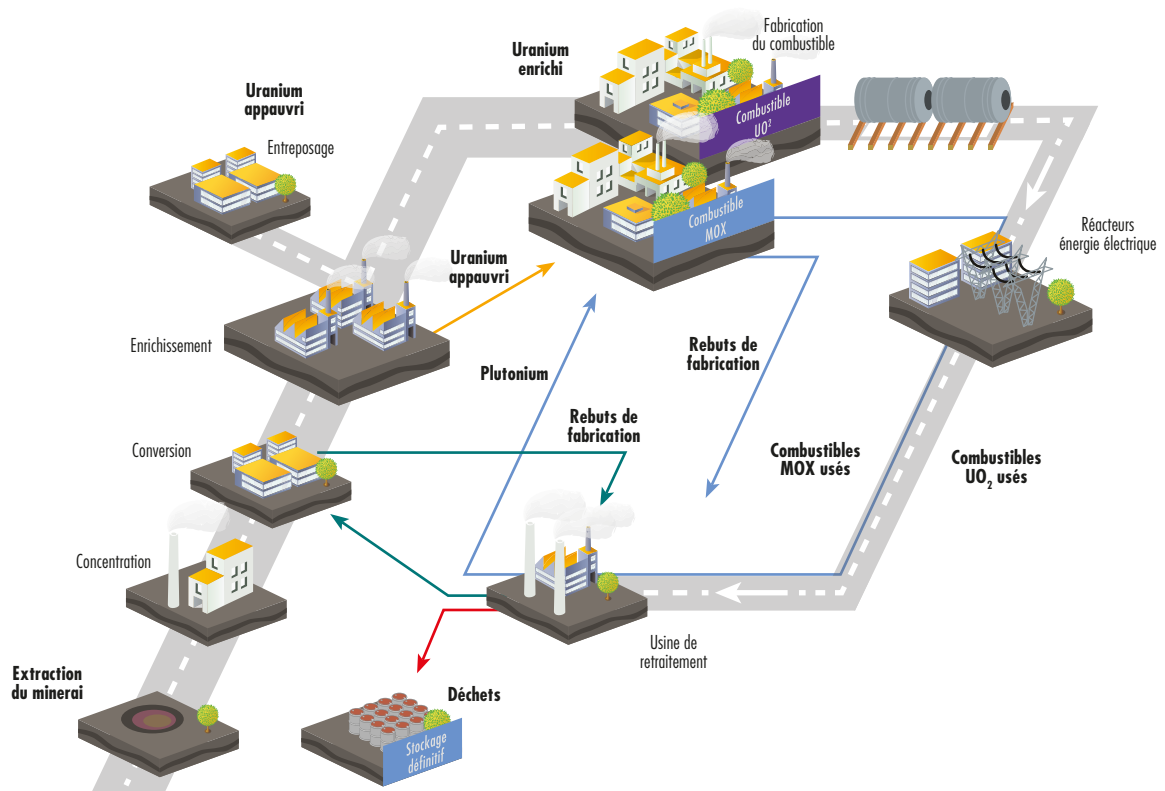 Fabrication
du combustible
Uranium
enrichi
Combustible
UO²
Uranium
appauvri
Entreposage
Combustible
MOX
Réacteurs
énergie électrique
Uranium
appauvri
Enrichissement
Rebuts de
fabrication
Plutonium
Rebuts de
fabrication
Conversion
Combustibles
MOX usés
Combustibles
UO₂ usés
Concentration
Usine de
retraitement
Extraction
du minerai
Déchets
Stockage
définitif